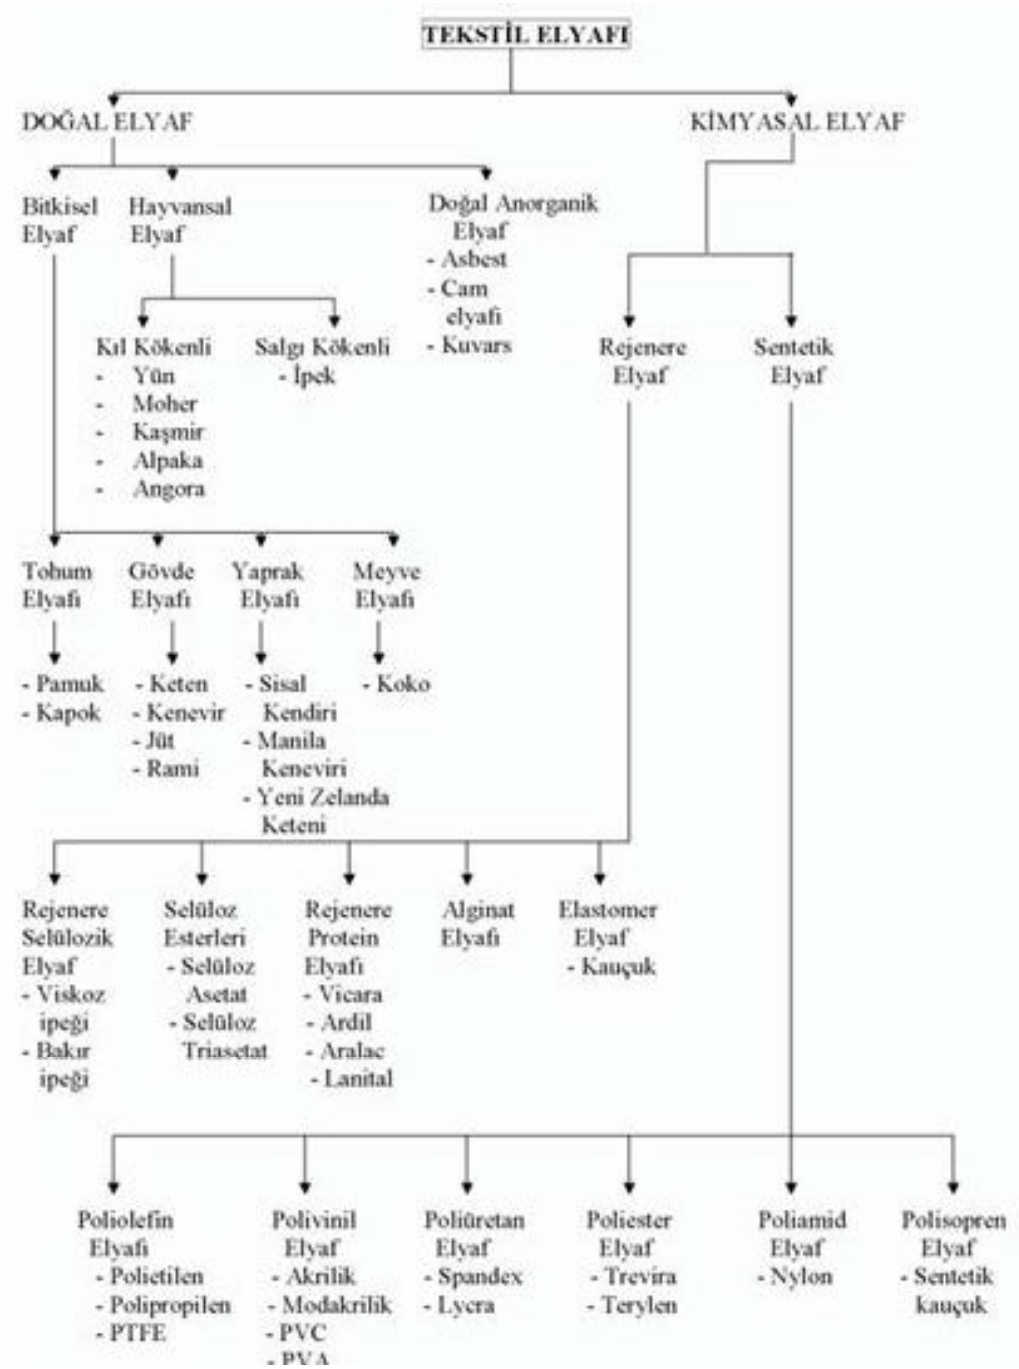 TEKSTİL ELYAFI
DOĞAL ELYAF
KİMYASAL ELYAF
Bitkisel
Elyaf
Hayvansal
Elyaf
Doğal Anorganik
Elyaf
- Asbest
- Cam
elyafı
- Kuvars
Kıl Kökenli
- Yün
- Moher
- Kaşmir
- Alpaka
- Angora
Salgı Kökenli
- İpek
Rejenere
Elyaf
Sentetik
Elyaf
Tohum
Elyafı
- Pamuk
- Kapok
Gövde
Elyafı
- Keten
- Kenevir
- Jüt
- Rami
Yaprak
Elyafı
- Sisal
Kendiri
- Manila
Keneviri
- Yeni Zelanda
Keteni
Meyve
Elyafı
- Koko
Rejenere
Selülozik
Elyaf
- Viskoz
ipeği
- Bakır
ipeği
Selüloz
Esterleri
- Selüloz
Asetat
- Selüloz
Triasetat
Rejenere
Protein
Elyafı
- Vicara
- Ardil
- Aralac
- Lanital
Alginat
Elyafı
Elastomer
Elyaf
- Kauçuk
Poliolefin
Elyafı
- Polietilen
- Polipropilen
- PTFE
Polivinil
Elyaf
- Akrilik
- Modakrilik
- PVC
- PVA
Poliüretan
Elyaf
- Spandex
- Lycra
Poliester
Elyaf
- Trevira
- Terylen
Poliamid
Elyaf
- Nylon
Polisopren
Elyaf
- Sentetik
kauçuk